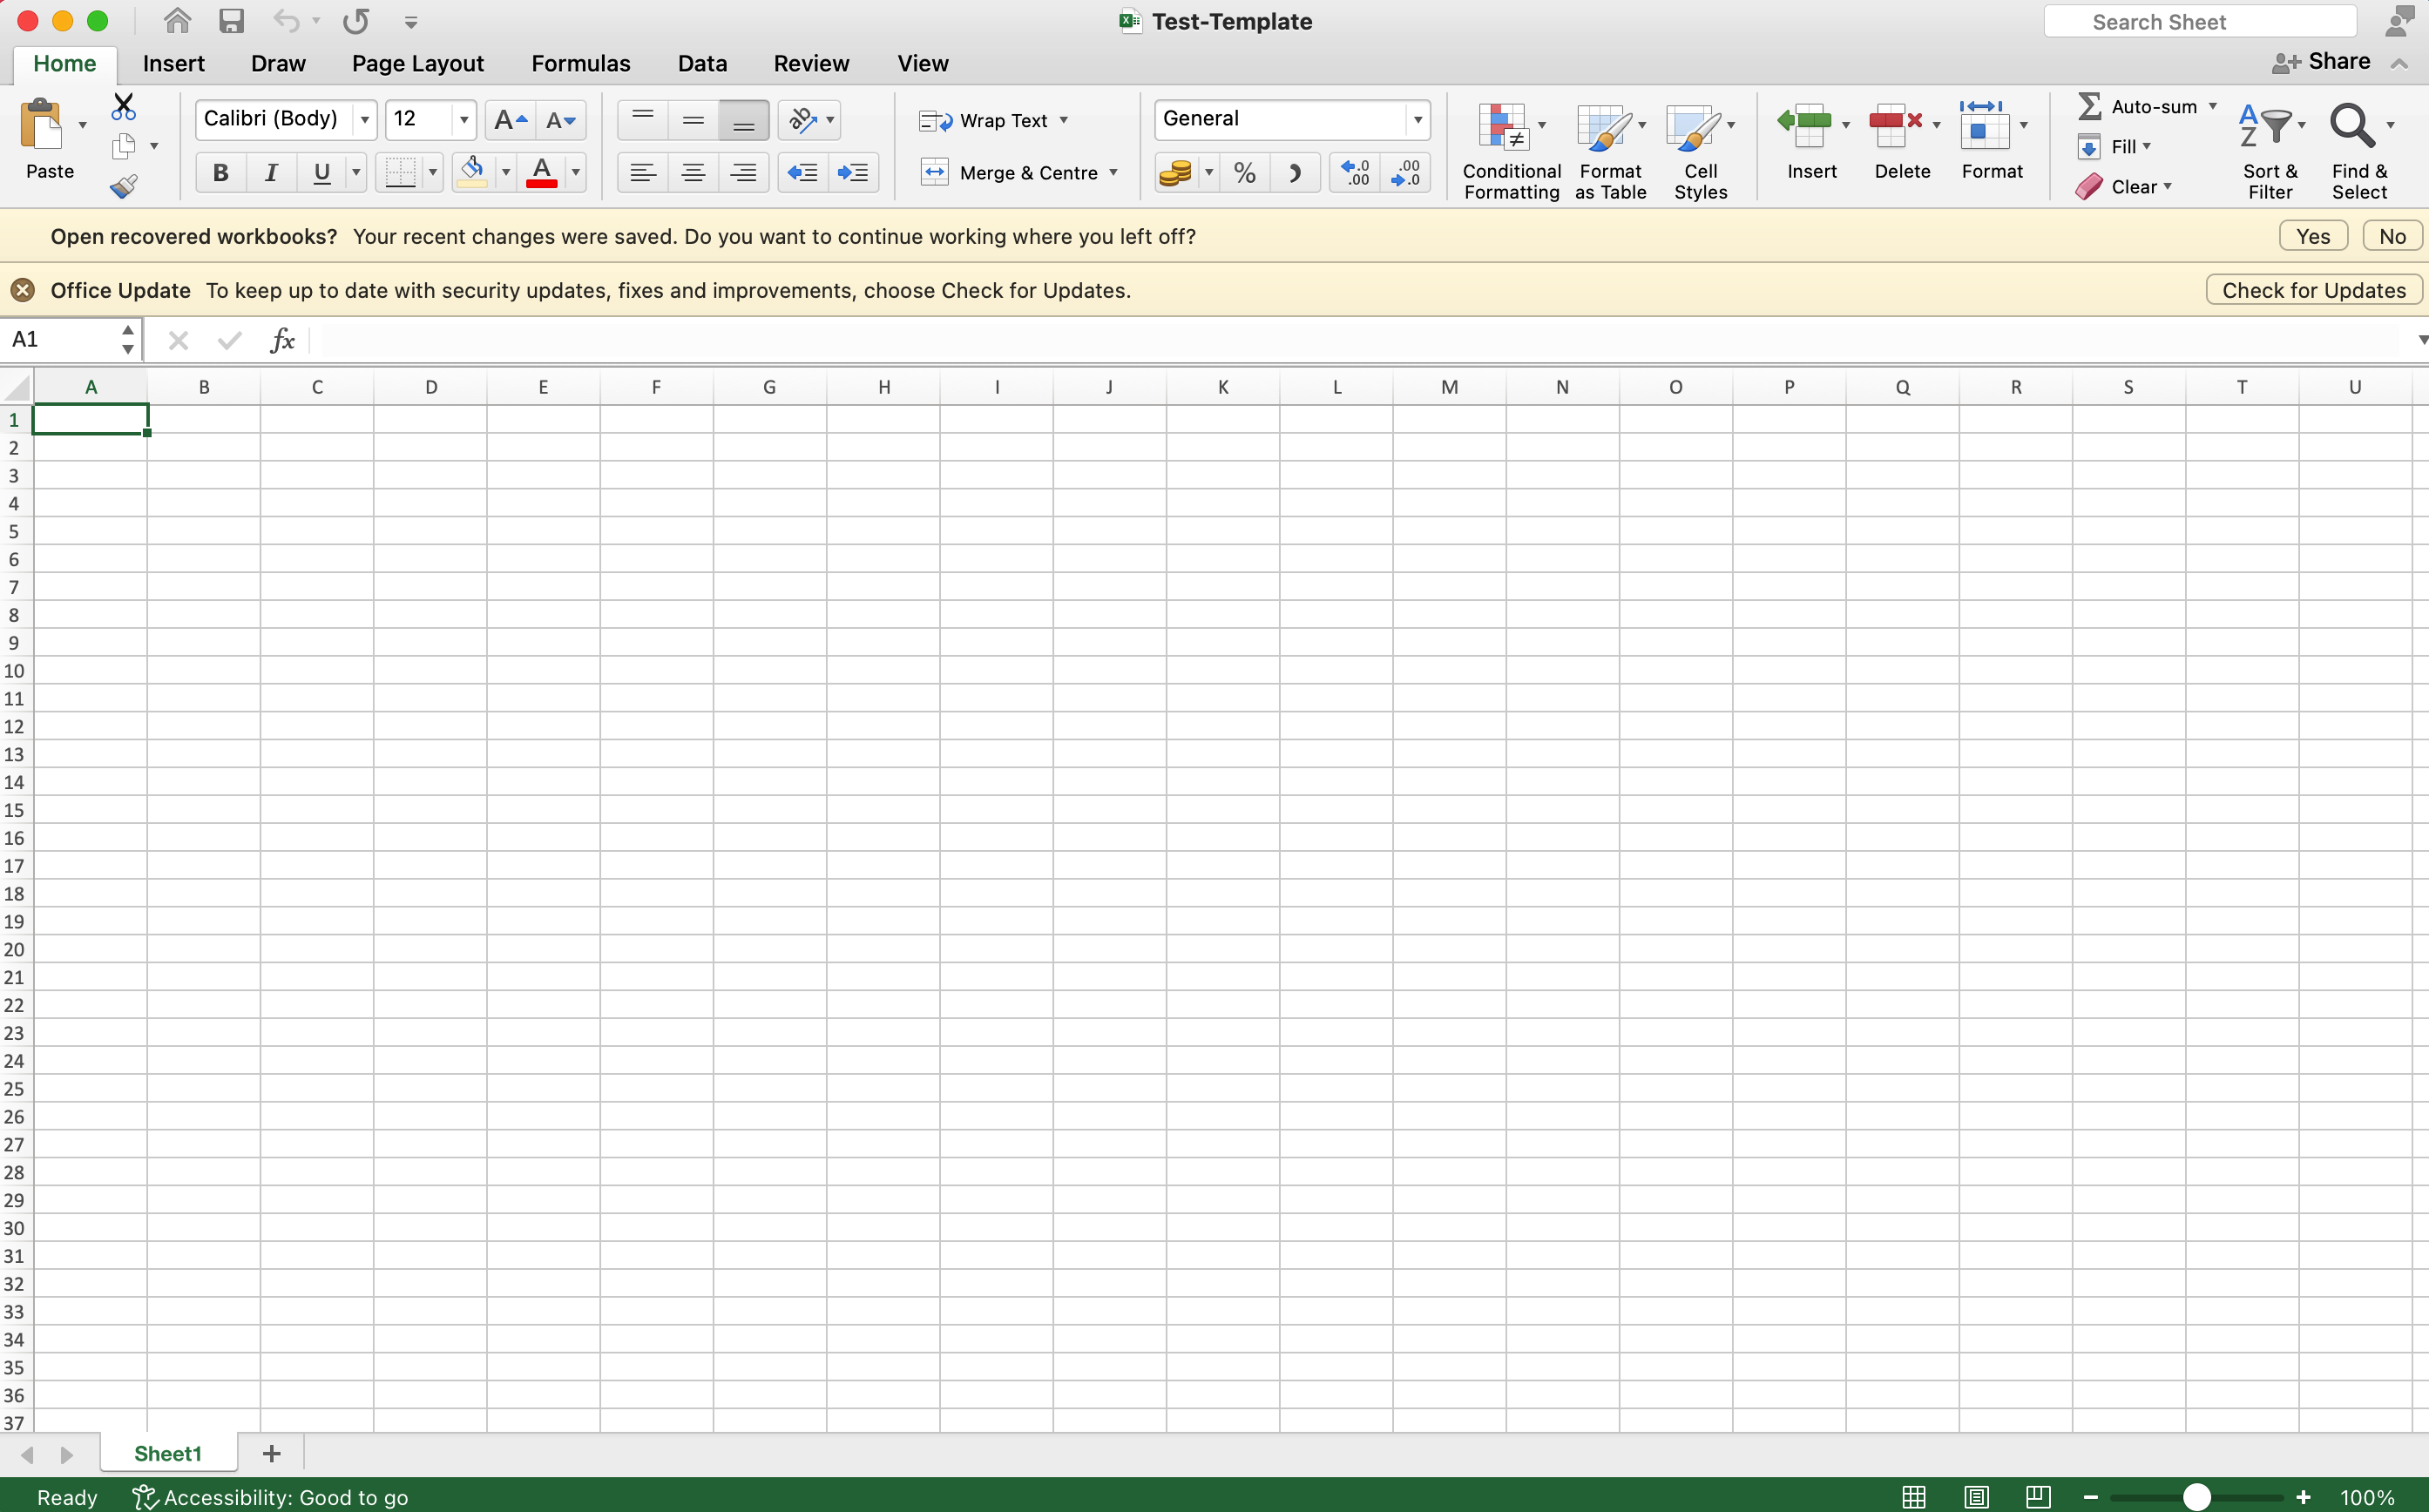 Test-Template
Search Sheet
Home Insert Draw Page Layout Formulas Data Review View Share
Paste
Calibri (Body) 12 A A
B I U A
Wrap Text
Merge & Centre
General
% .0 .00 .00 .0
Conditional Formatting
Format as Table
Cell Styles
Insert
Delete
Format
Auto-sum
Fill
Clear
Sort & Filter
Find & Select
Open recovered workbooks? Your recent changes were saved. Do you want to continue working where you left off? Yes No
Office Update To keep up to date with security updates, fixes and improvements, choose Check for Updates. Check for Updates
A1 fx
A B C D E F G H I J K L M N O P Q R S T U
1
2
3
4
5
6
7
8
9
10
11
12
13
14
15
16
17
18
19
20
21
22
23
24
25
26
27
28
29
30
31
32
33
34
35
36
37
Sheet1 +
Ready Accessibility: Good to go 100%